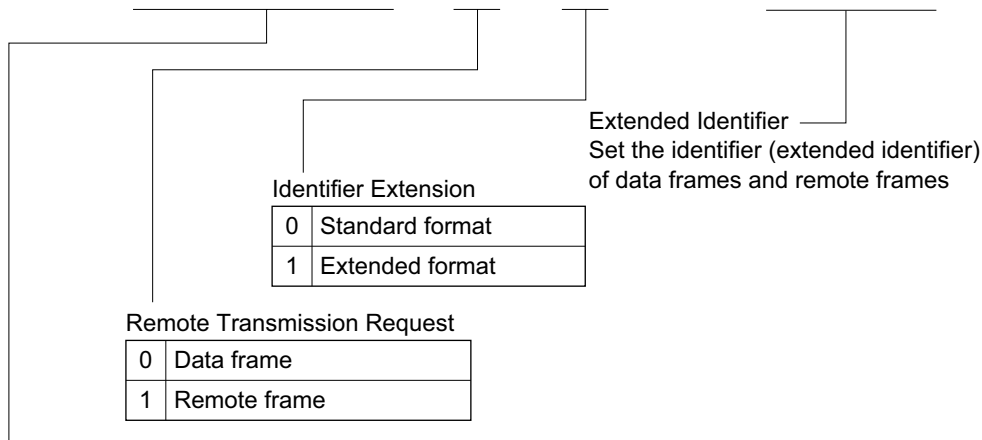 Extended Identifier
Set the identifier (extended identifier)
of data frames and remote frames
Identifier Extension
0 Standard format
1 Extended format
Remote Transmission Request
0 Data frame
1 Remote frame